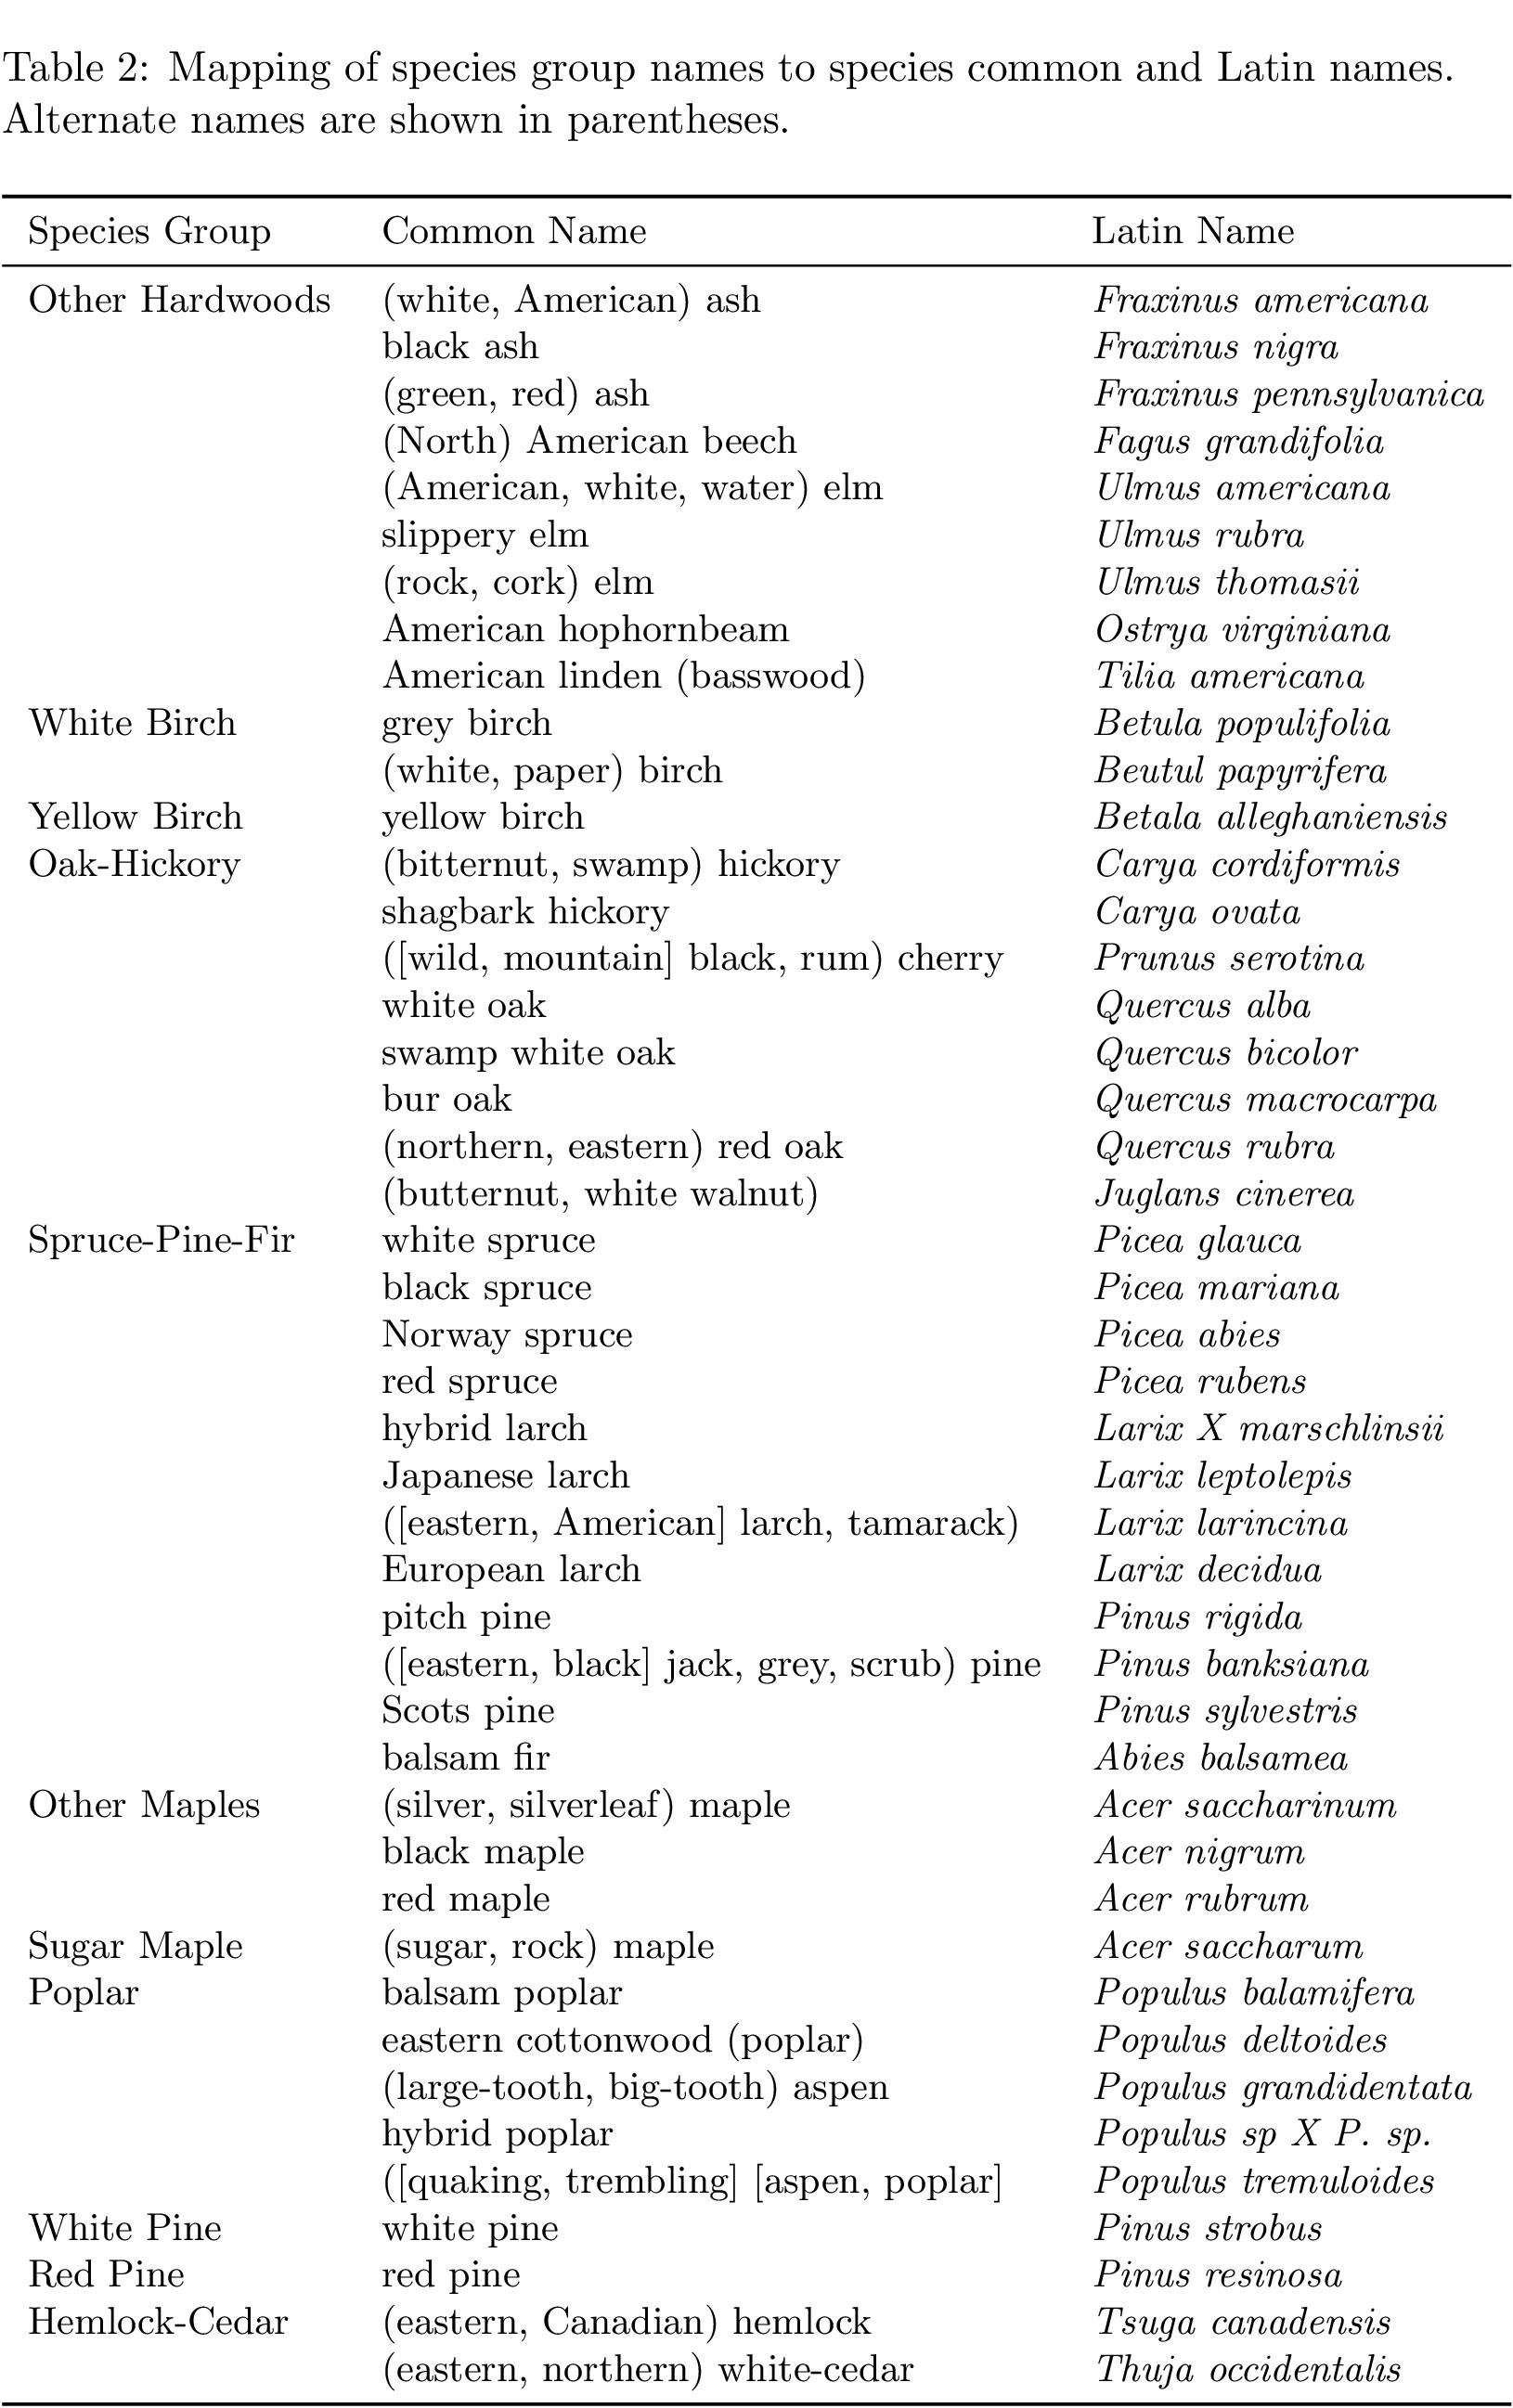 Table 2: Mapping of species group names to species common and Latin names.
Alternate names are shown in parentheses.
Species Group Common Name Latin Name
Other Hardwoods (white, American) ash Fraxinus americana
black ash Fraxinus nigra
(green, red) ash Fraxinus pennsylvanica
(North) American beech Fagus grandifolia
(American, white, water) elm Ulmus americana
slippery elm Ulmus rubra
(rock, cork) elm Ulmus thomasii
American hophornbeam Ostrya virginiana
American linden (basswood) Tilia americana
White Birch grey birch Betula populifolia
(white, paper) birch Beutul papyrifera
Yellow Birch yellow birch Betala alleghaniensis
Oak-Hickory (bitternut, swamp) hickory Carya cordiformis
shagbark hickory Carya ovata
([wild, mountain] black, rum) cherry Prunus serotina
white oak Quercus alba
swamp white oak Quercus bicolor
bur oak Quercus macrocarpa
(northern, eastern) red oak Quercus rubra
(butternut, white walnut) Juglans cinerea
Spruce-Pine-Fir white spruce Picea glauca
black spruce Picea mariana
Norway spruce Picea abies
red spruce Picea rubens
hybrid larch Larix X marschlinsii
Japanese larch Larix leptolepis
([eastern, American] larch, tamarack) Larix larincina
European larch Larix decidua
pitch pine Pinus rigida
([eastern, black] jack, grey, scrub) pine Pinus banksiana
Scots pine Pinus sylvestris
balsam fir Abies balsamea
Other Maples (silver, silverleaf) maple Acer saccharinum
black maple Acer nigrum
red maple Acer rubrum
Sugar Maple (sugar, rock) maple Acer saccharum
Poplar balsam poplar Populus balamifera
eastern cottonwood (poplar) Populus deltoides
(large-tooth, big-tooth) aspen Populus grandidentata
hybrid poplar Populus sp X P. sp.
([quaking, trembling] [aspen, poplar] Populus tremuloides
White Pine white pine Pinus strobus
Red Pine red pine Pinus resinosa
Hemlock-Cedar (eastern, Canadian) hemlock Tsuga canadensis
(eastern, northern) white-cedar Thuja occidentalis